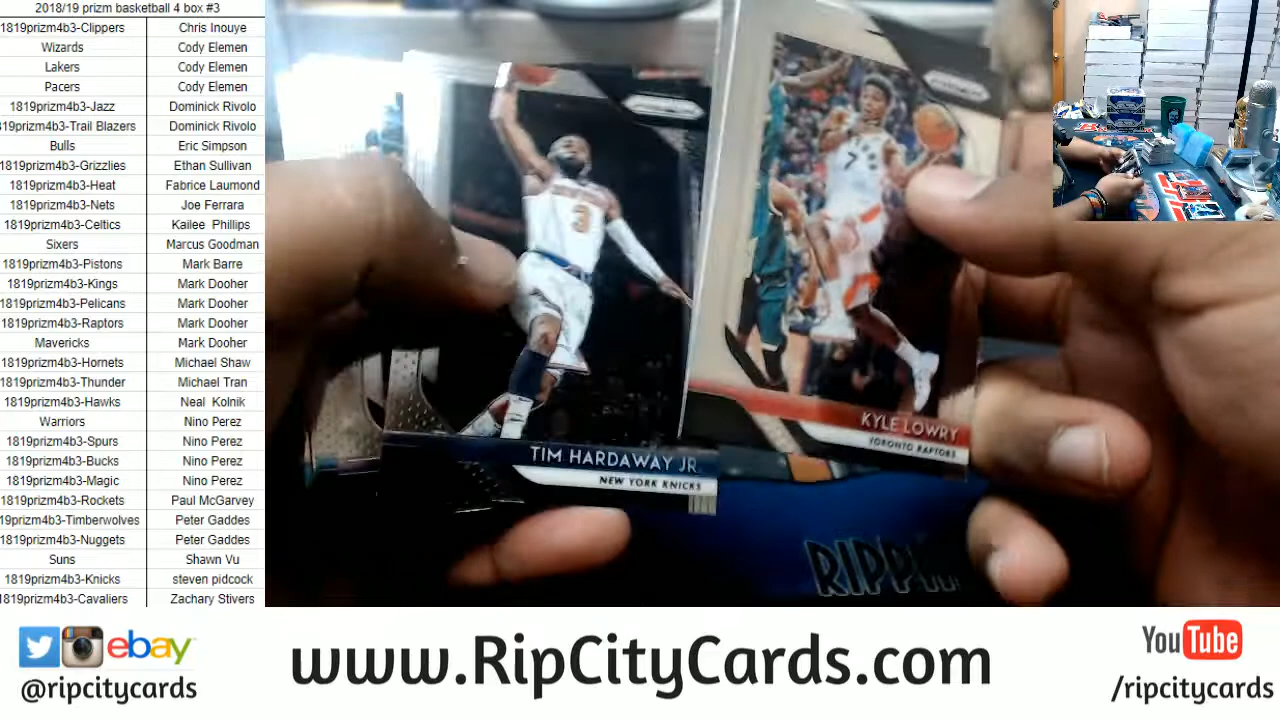 2018/19 prizm basketball 4 box #3
1819prizm4b3-Clippers Chris Inouye
Wizards Cody Elemen
Lakers Cody Elemen
Pacers Cody Elemen
1819prizm4b3-Jazz Dominick Rivolo
19prizm4b3-Trail Blazers Dominick Rivolo
Bulls Eric Simpson
1819prizm4b3-Grizzlies Ethan Sullivan
1819prizm4b3-Heat Fabrice Laumond
1819prizm4b3-Nets Joe Ferrara
1819prizm4b3-Celtics Kailee Phillips
Sixers Marcus Goodman
1819prizm4b3-Pistons Mark Barre
1819prizm4b3-Kings Mark Dooher
1819prizm4b3-Pelicans Mark Dooher
1819prizm4b3-Raptors Mark Dooher
Mavericks Mark Dooher
1819prizm4b3-Hornets Michael Shaw
1819prizm4b3-Thunder Michael Tran
1819prizm4b3-Hawks Neal Kolnik
Warriors Nino Perez
1819prizm4b3-Spurs Nino Perez
1819prizm4b3-Bucks Nino Perez
1819prizm4b3-Magic Nino Perez
1819prizm4b3-Rockets Paul McGarvey
19prizm4b3-Timberwolves Peter Gaddes
1819prizm4b3-Nuggets Peter Gaddes
Suns Shawn Vu
1819prizm4b3-Knicks steven pidcock
1819prizm4b3-Cavaliers Zachary Stivers
3
7
TIM HARDAWAY JR.
NEW YORK KNICKS
KYLE LOWRY
TORONTO RAPTORS
RIPP
ebay
@ripcitycards
www.RipCityCards.com
YouTube
/ripcitycards